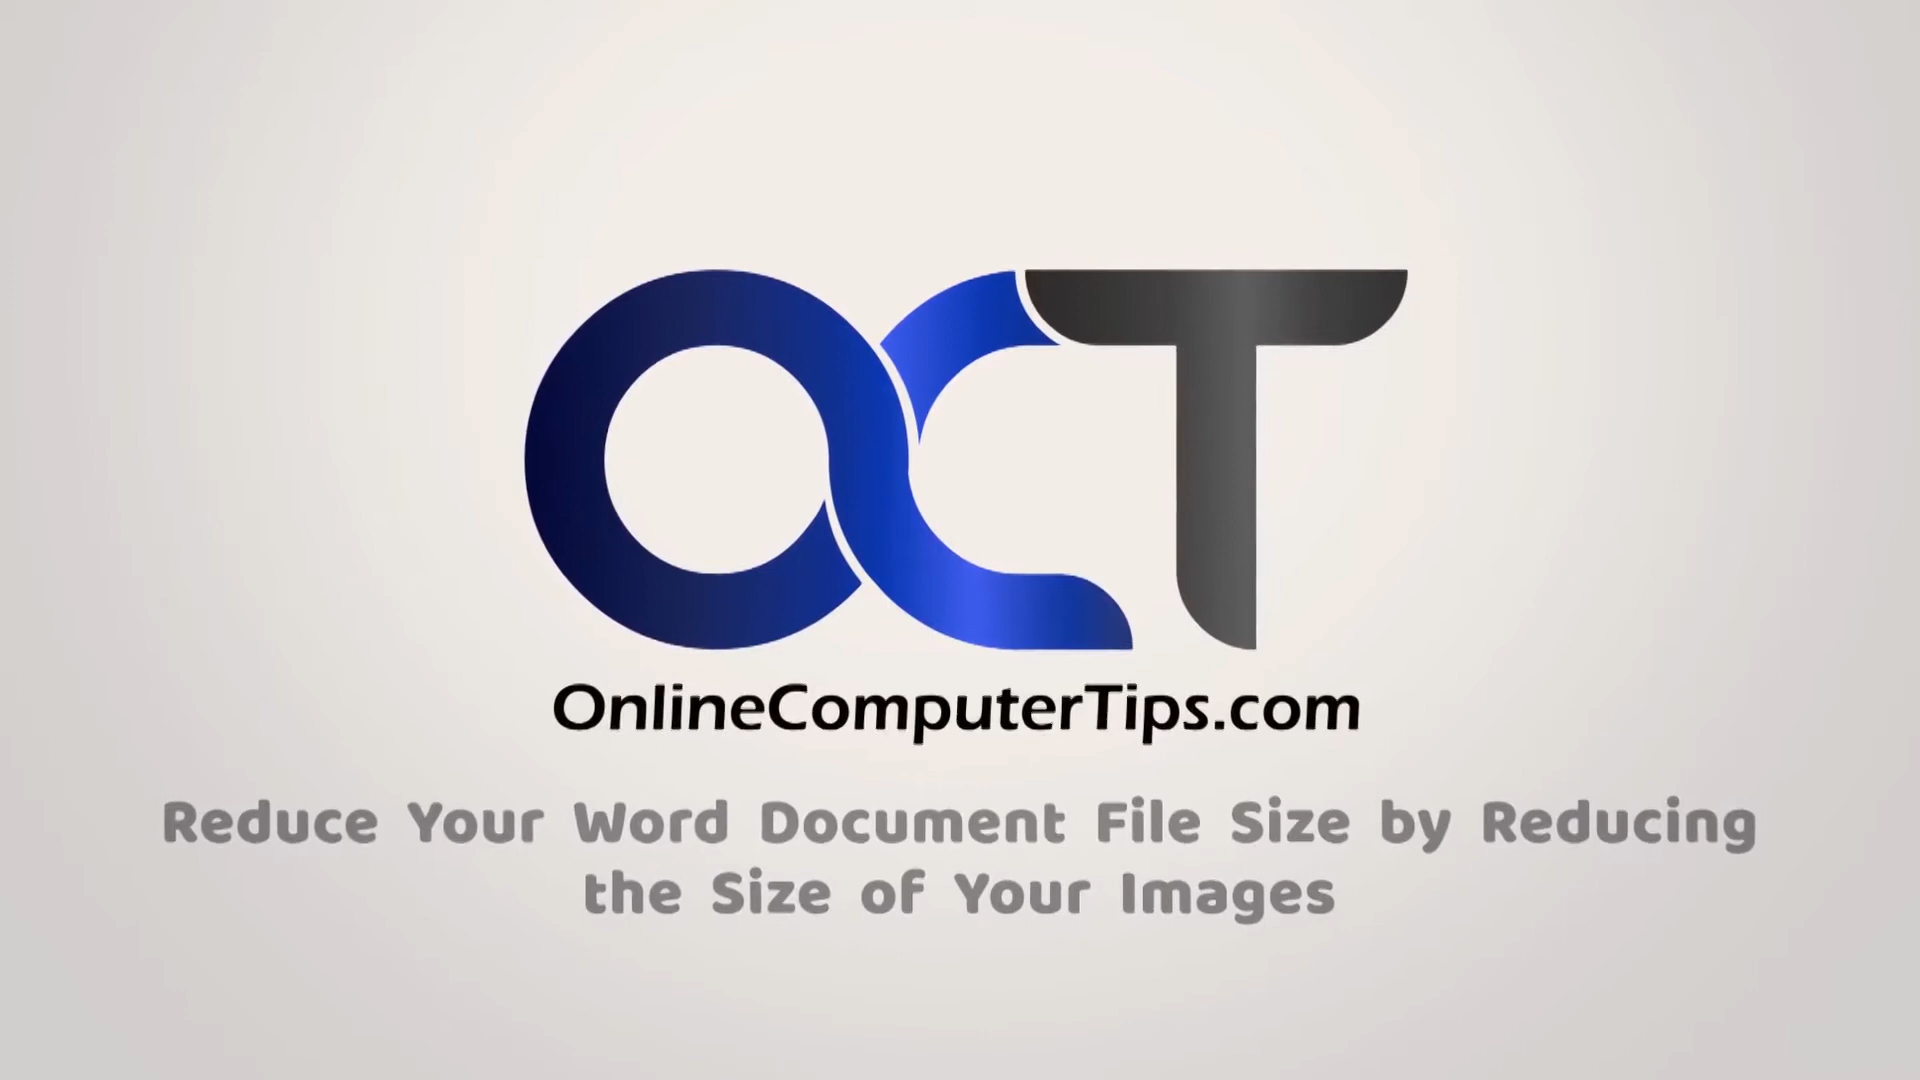 OCT
OnlineComputerTips.com
Reduce Your Word Document File Size by Reducing
the Size of Your Images